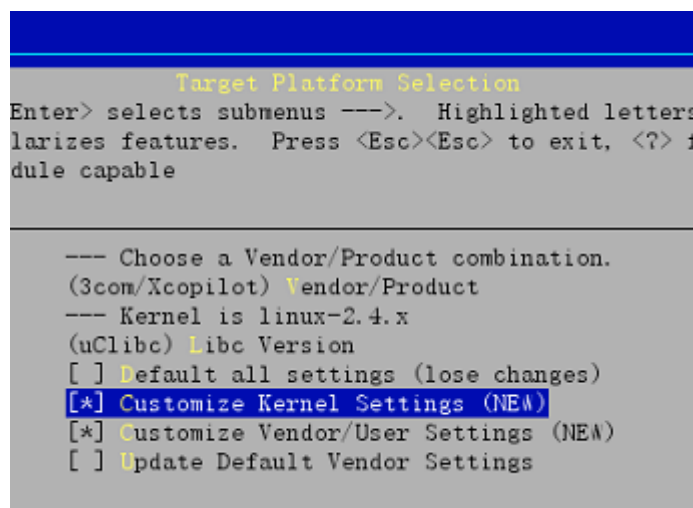 Target Platform Selection
Enter> selects submenus --->.  Highlighted letters
larizes features.  Press <Esc><Esc> to exit, <?> f
dule capable
--- Choose a Vendor/Product combination.
(3com/Xcopilot) Vendor/Product
--- Kernel is linux-2.4.x
(uClibc) Libc Version
[ ] Default all settings (lose changes)
[*] Customize Kernel Settings (NEW)
[*] Customize Vendor/User Settings (NEW)
[ ] Update Default Vendor Settings